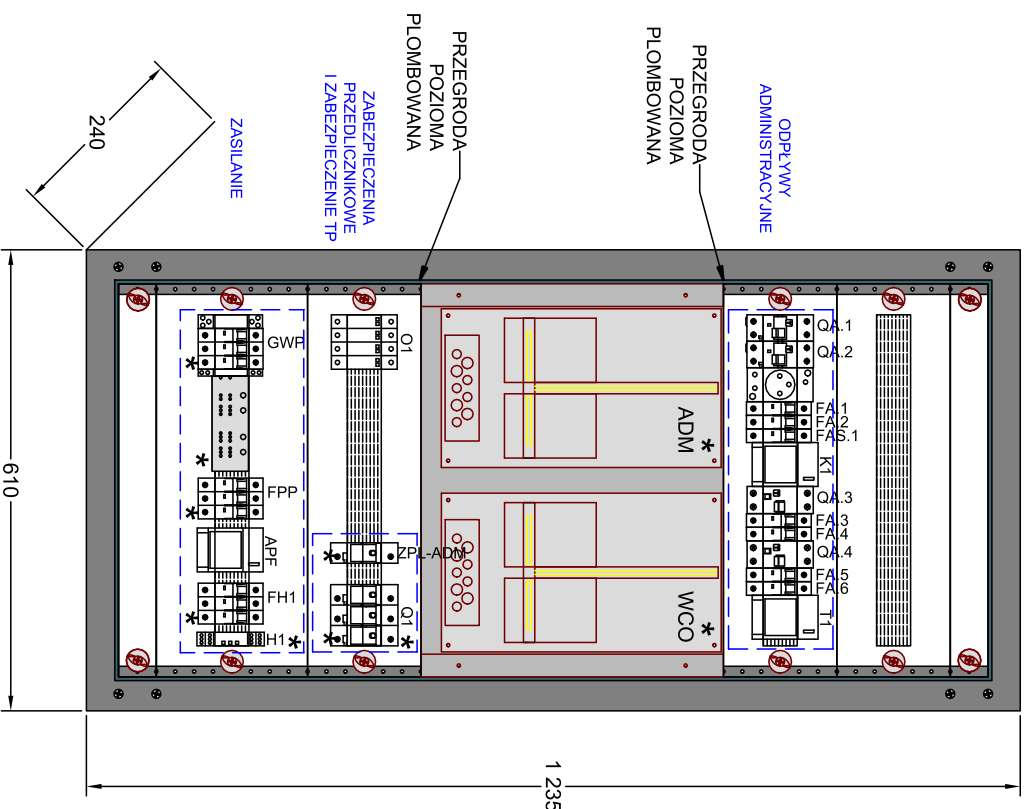 240
ZASILANIE
ZABEZPIECZENIA
PRZEDLICZNIKOWE
I ZABEZPIECZENIE TP
PRZEGRODA
POZIOMA
PLOMBOWANA
PRZEGRODA
POZIOMA
PLOMBOWANA
ODPŁYWY
ADMINISTRACYJNE
GWP
FPP
APF
FH1
H1
O1
ZPL-ADM
Q1
ADM
WCO
QA.1
QA.2
FA.1
FA.2
FAS.1
K1
QA.3
FA.3
FA.4
QA.4
FA.5
FA.6
T1
610
1 235